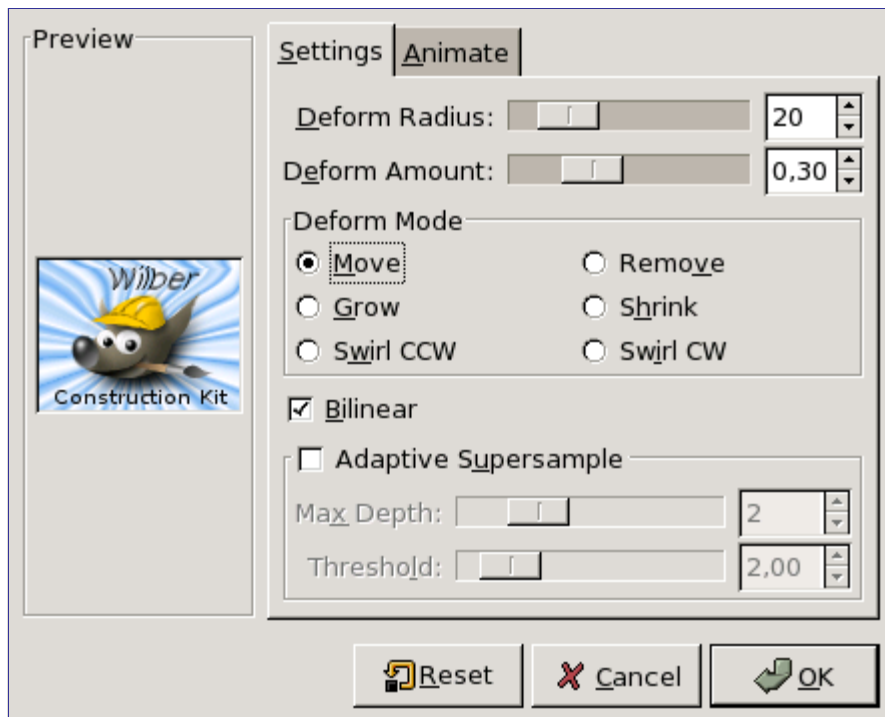 Preview
Wilber
Construction Kit
Settings Animate
Deform Radius: 20
Deform Amount: 0,30
Deform Mode
Move Remove
Grow Shrink
Swirl CCW Swirl CW
Bilinear
Adaptive Supersample
Max Depth: 2
Threshold: 2,00
Reset Cancel OK